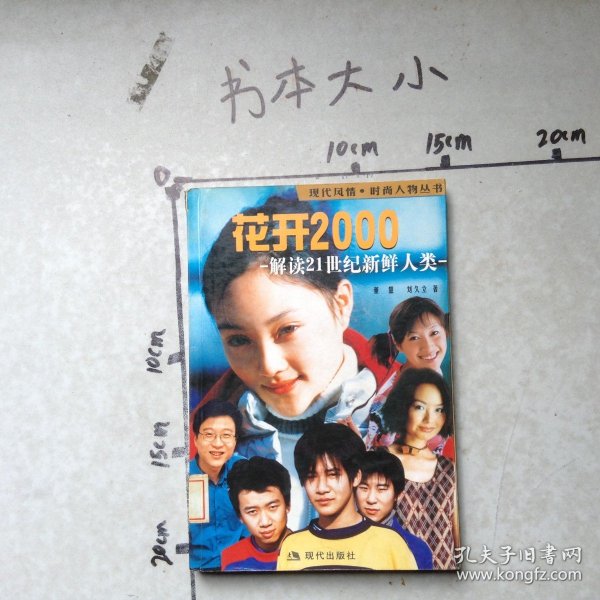 书本大小
10cm
15cm
20cm
0
现代风情·时尚人物丛书
花开2000
-解读21世纪新鲜人类-
刘久立 著
10cm
15cm
20cm
现代出版社
孔夫子旧书网
www.kongfz.com